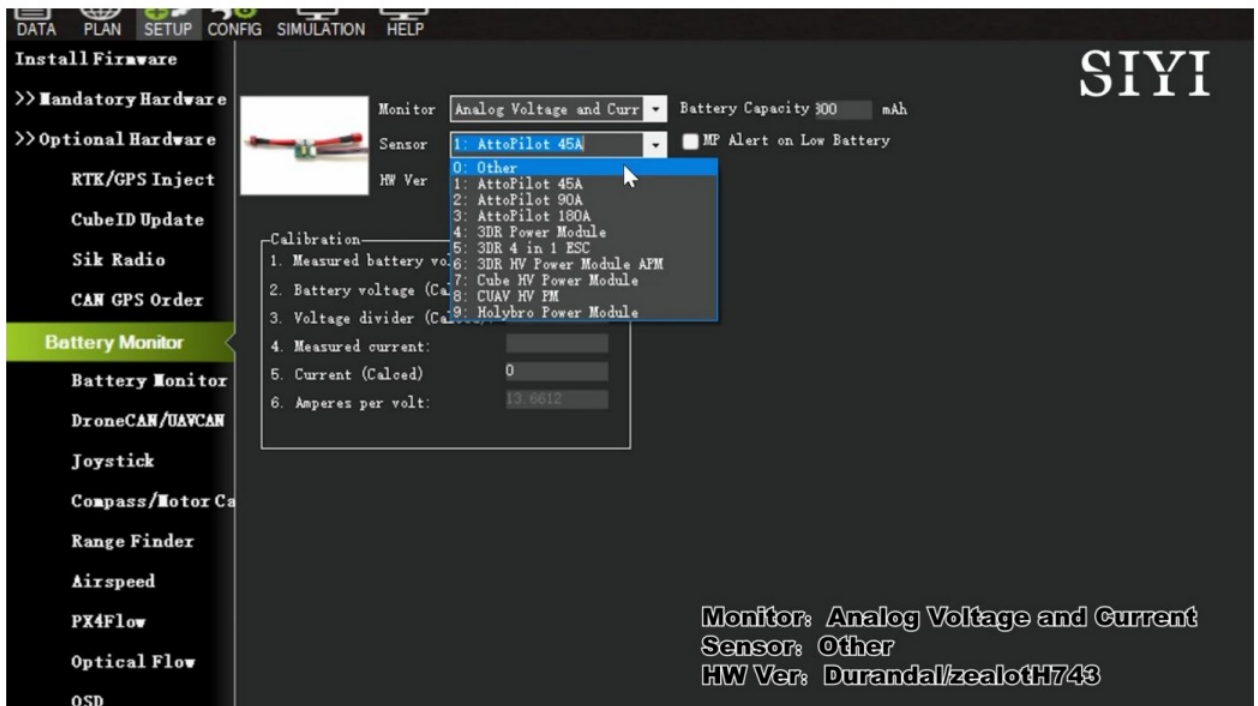 DATA PLAN SETUP CONFIG SIMULATION HELP
SIYI
Install Firmware
>> Mandatory Hardware
>> Optional Hardware
RTK/GPS Inject
CubeID Update
Sik Radio
CAN GPS Order
Battery Monitor
Battery Monitor
DroneCAN/UAVCAN
Joystick
Compass/Motor Ca
Range Finder
Airspeed
PX4Flow
Optical Flow
OSD
Monitor Analog Voltage and Curr Battery Capacity 300 mAh
Sensor 1: AttoPilot 45A MP Alert on Low Battery
HW Ver
0: Other
1: AttoPilot 45A
2: AttoPilot 90A
3: AttoPilot 180A
4: 3DR Power Module
5: 3DR 4 in 1 ESC
6: 3DR HV Power Module APM
7: Cube HV Power Module
8: CUAV HV PM
9: Holybro Power Module
Calibration
1. Measured battery vo
2. Battery voltage (Ca
3. Voltage divider (Calced):
4. Measured current:
5. Current (Calced) 0
6. Amperes per volt: 13.6612
Monitor: Analog Voltage and Current
Sensor: Other
HW Ver: Durandal/zealotH743